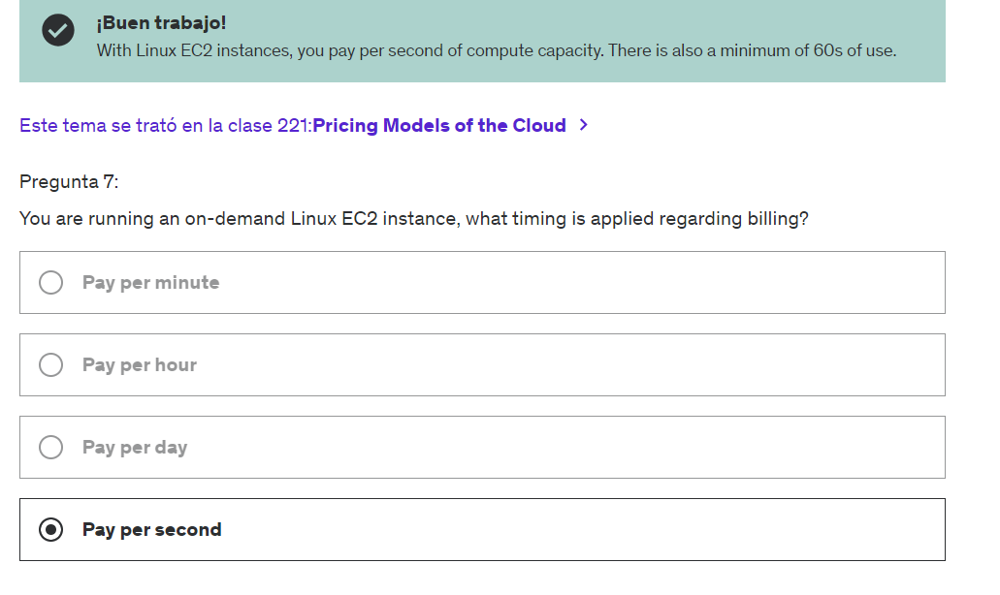 ¡Buen trabajo!
With Linux EC2 instances, you pay per second of compute capacity. There is also a minimum of 60s of use.
Este tema se trató en la clase 221:Pricing Models of the Cloud
Pregunta 7:
You are running an on-demand Linux EC2 instance, what timing is applied regarding billing?
Pay per minute
Pay per hour
Pay per day
Pay per second